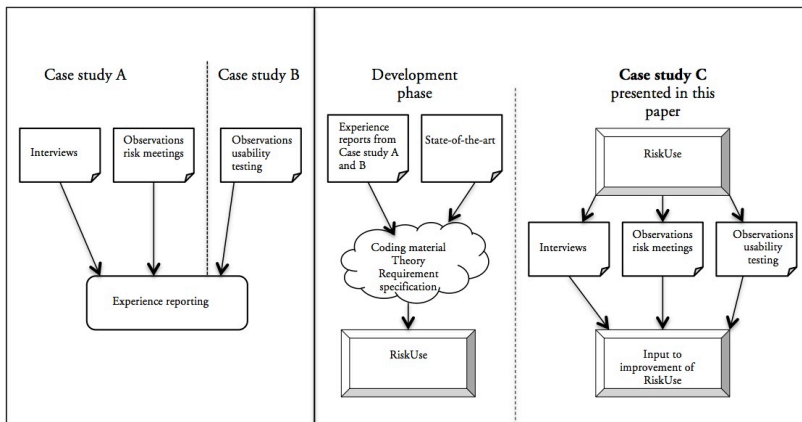 Case study A
Case study B
Interviews
Observations
risk meetings
Observations
usability
testing
Experience reporting
Development
phase
Experience
reports from
Case study A
and B
State-of-the-art
Coding material
Theory
Requirement
specification
RiskUse
Case study C
presented in this
paper
RiskUse
Interviews
Observations
risk meetings
Observations
usability
testing
Input to
improvement of
RiskUse